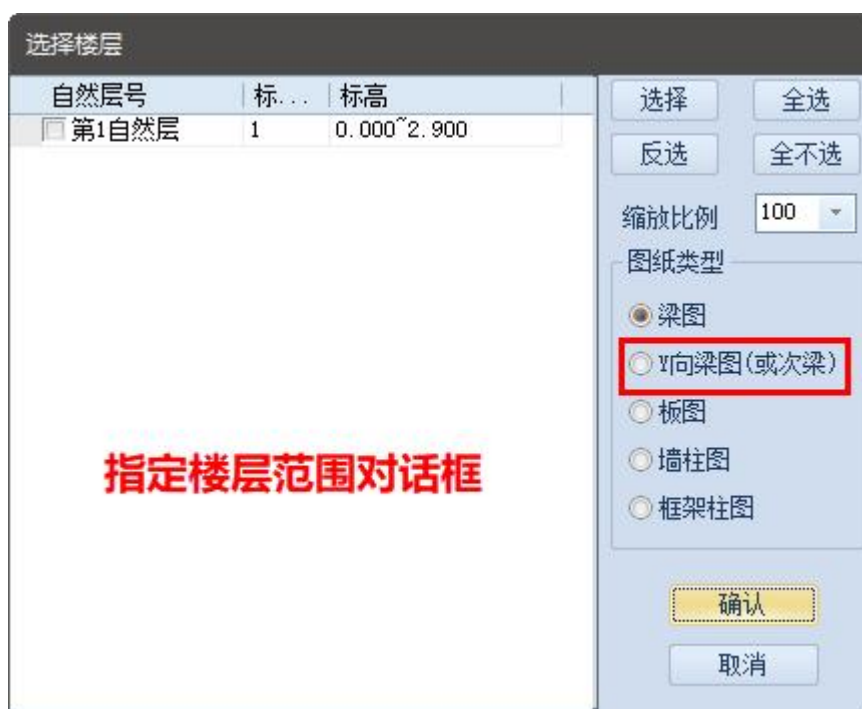 选择楼层
自然层号 标... 标高
第1自然层 1 0.000~2.900
选择 全选
反选 全不选
缩放比例 100
图纸类型
梁图
Y向梁图(或次梁)
板图
墙柱图
框架柱图
指定楼层范围对话框
确认
取消